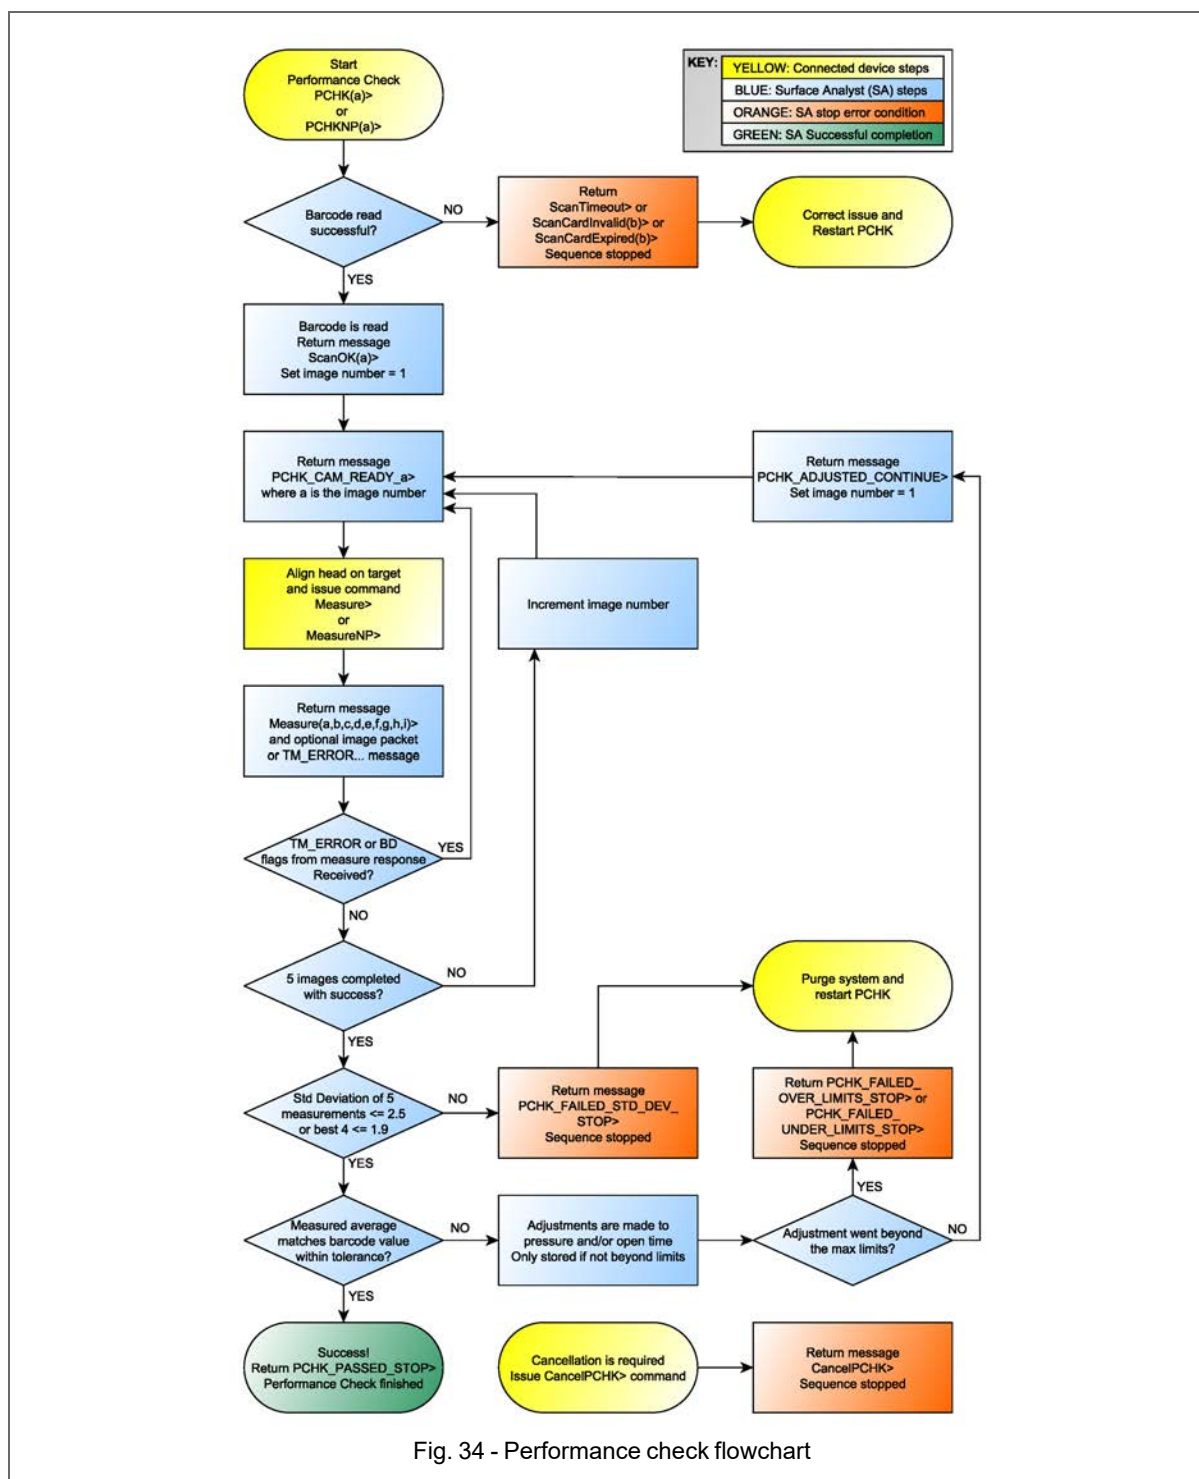 Start
Performance Check
PCHK(a)>
or
PCHKNP(a)>
KEY:
YELLOW: Connected device steps
BLUE: Surface Analyst (SA) steps
ORANGE: SA stop error condition
GREEN: SA Successful completion
Barcode read
successful?
NO
Return
ScanTimeout> or
ScanCardInvalid(b)> or
ScanCardExpired(b)>
Sequence stopped
Correct issue and
Restart PCHK
YES
Barcode is read
Return message
ScanOK(a)>
Set image number = 1
Return message
PCHK_CAM_READY_a>
where a is the image number
Return message
PCHK_ADJUSTED_CONTINUE>
Set image number = 1
Align head on target
and issue command
Measure>
or
MeasureNP>
Increment image number
Return message
Measure(a,b,c,d,e,f,g,h,i)>
and optional image packet
or TM_ERROR... message
TM_ERROR or BD
flags from measure response
Received?
YES
NO
5 images completed
with success?
NO
Purge system and
restart PCHK
YES
Std Deviation of 5
measurements <= 2.5
or best 4 <= 1.9
NO
Return message
PCHK_FAILED_STD_DEV_
STOP>
Sequence stopped
Return PCHK_FAILED_
OVER_LIMITS_STOP> or
PCHK_FAILED_
UNDER_LIMITS_STOP>
Sequence stopped
YES
YES
Measured average
matches barcode value
within tolerance?
NO
Adjustments are made to
pressure and/or open time
Only stored if not beyond limits
Adjustment went beyond
the max limits?
NO
YES
Success!
Return PCHK_PASSED_STOP>
Performance Check finished
Cancellation is required
Issue CancelPCHK> command
Return message
CancelPCHK>
Sequence stopped
Fig. 34 - Performance check flowchart